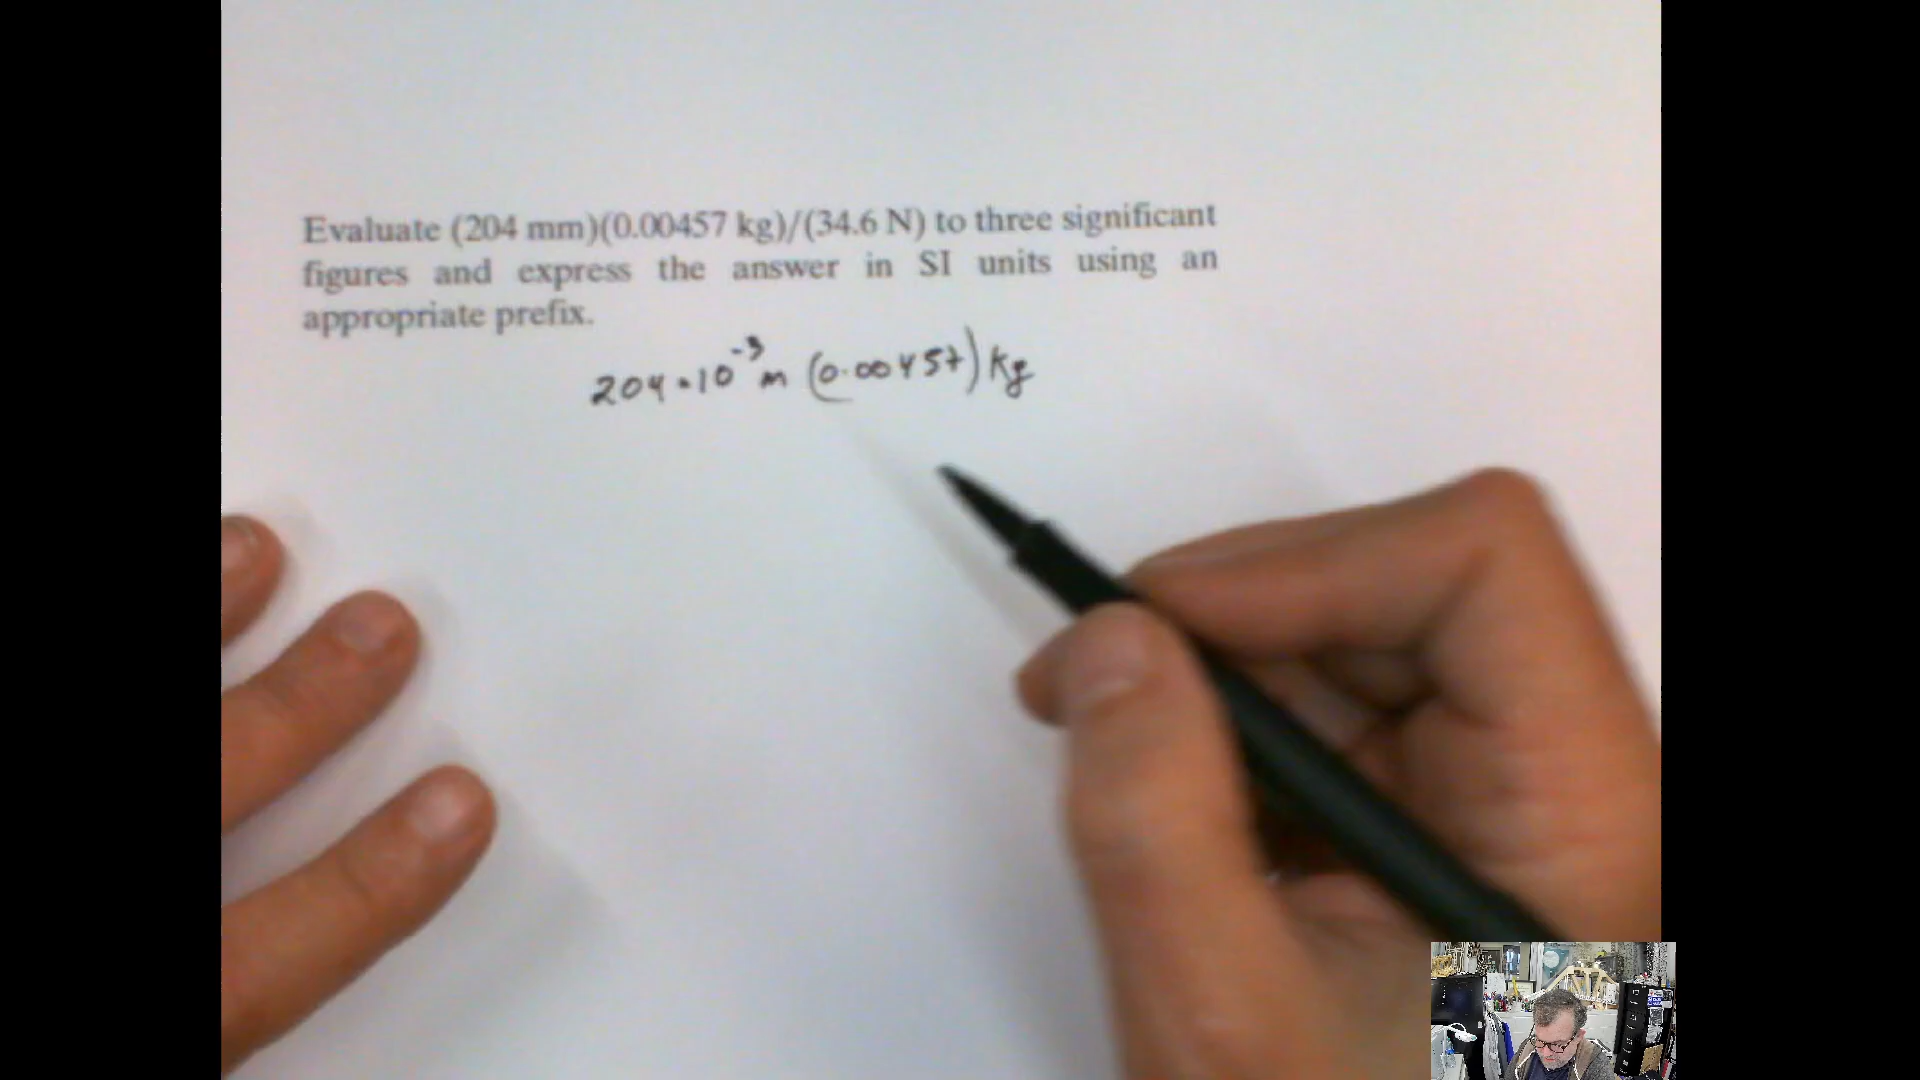 Evaluate (204 mm)(0.00457 kg)/(34.6 N) to three significant
figures and express the answer in SI units using an
appropriate prefix.
204·10⁻³m (0.00457) Kg